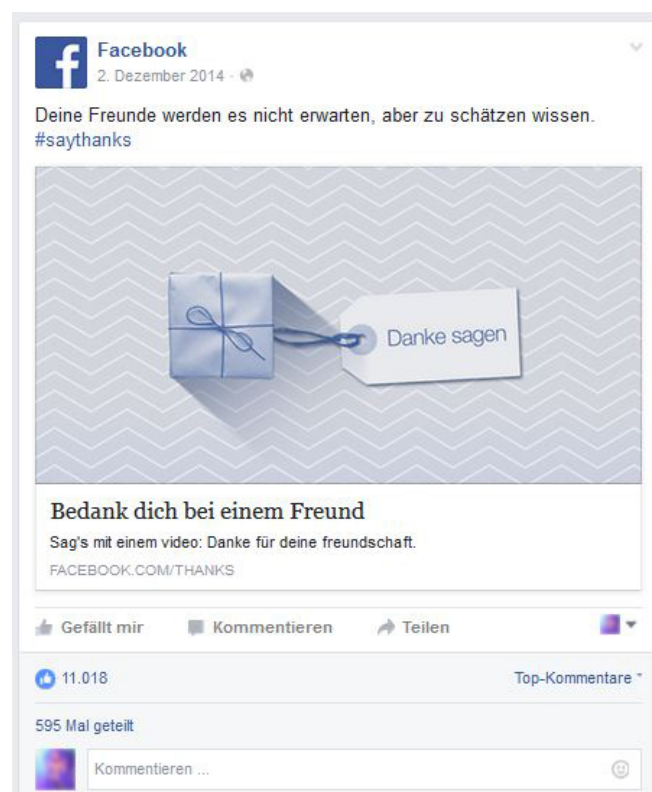 Facebook
2. Dezember 2014 ·
Deine Freunde werden es nicht erwarten, aber zu schätzen wissen.
#saythanks
Danke sagen
Bedank dich bei einem Freund
Sag's mit einem video: Danke für deine freundschaft.
FACEBOOK.COM/THANKS
Gefällt mir Kommentieren Teilen
11.018 Top-Kommentare
595 Mal geteilt
Kommentieren ...